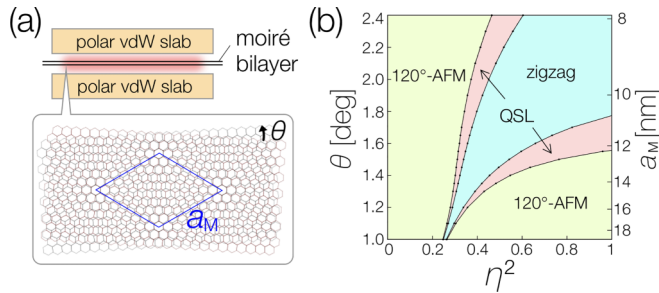 (a)
polar vdW slab
moiré
bilayer
polar vdW slab
θ
aM
(b)
θ [deg]
2.4
2.2
2.0
1.8
1.6
1.4
1.2
1.0
120°-AFM
zigzag
QSL
120°-AFM
8
10
12
14
16
18
aM [nm]
0
0.2
0.4
0.6
0.8
1
η²